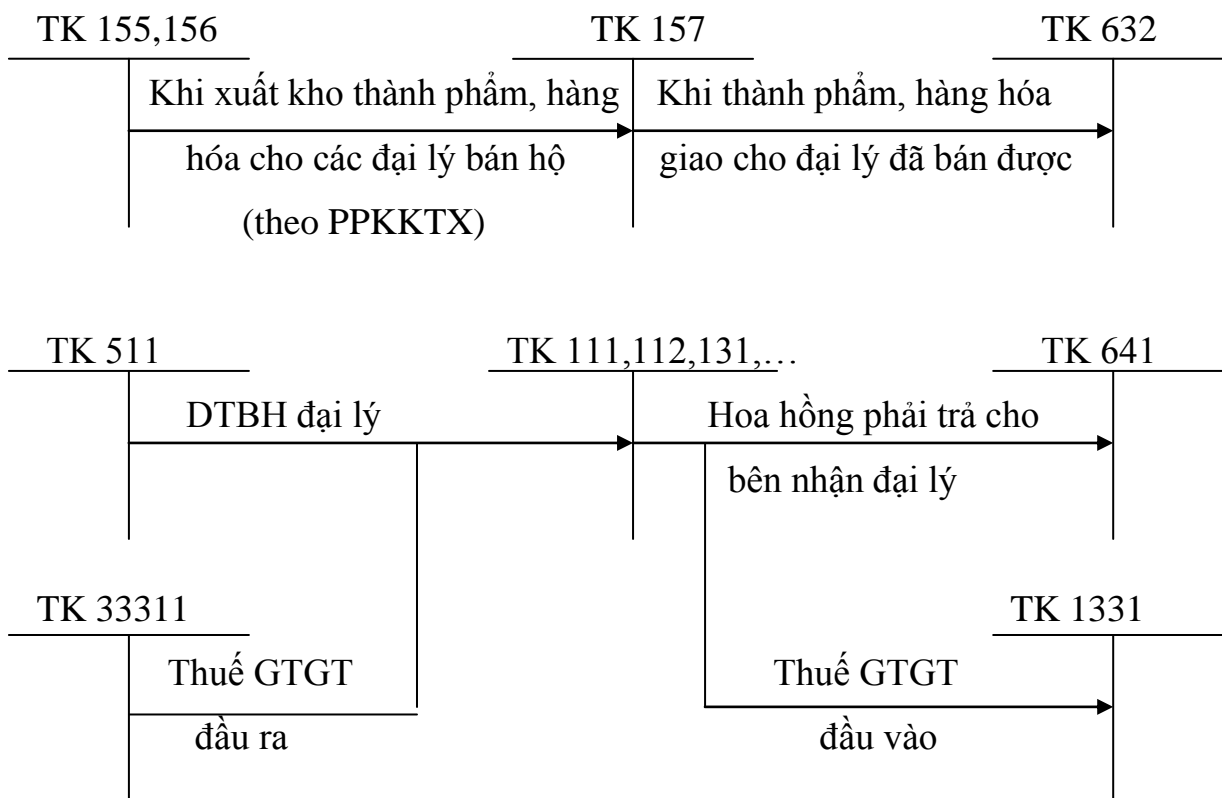 TK 155,156
TK 157
TK 632
Khi xuất kho thành phẩm, hàng
hóa cho các đại lý bán hộ
(theo PPKKTX)
Khi thành phẩm, hàng hóa
giao cho đại lý đã bán được
TK 511
TK 111,112,131,…
TK 641
DTBH đại lý
Hoa hồng phải trả cho
bên nhận đại lý
TK 33311
TK 1331
Thuế GTGT
đầu ra
Thuế GTGT
đầu vào